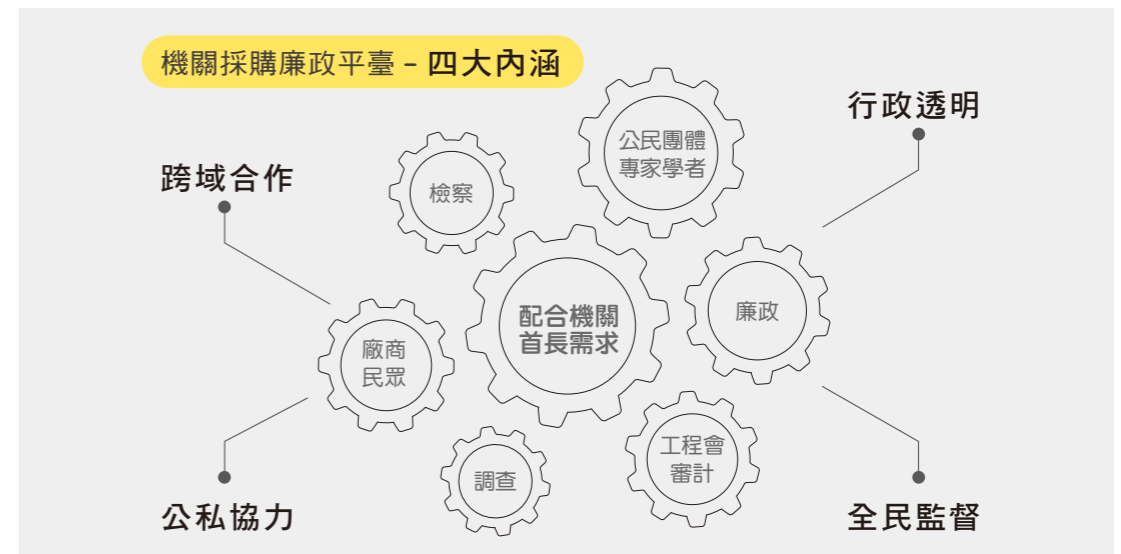 機關採購廉政平臺 – 四大內涵
行政透明
公民團體
專家學者
跨域合作
檢察
配合機關
首長需求
廉政
廠商
民眾
工程會
審計
調查
公私協力
全民監督